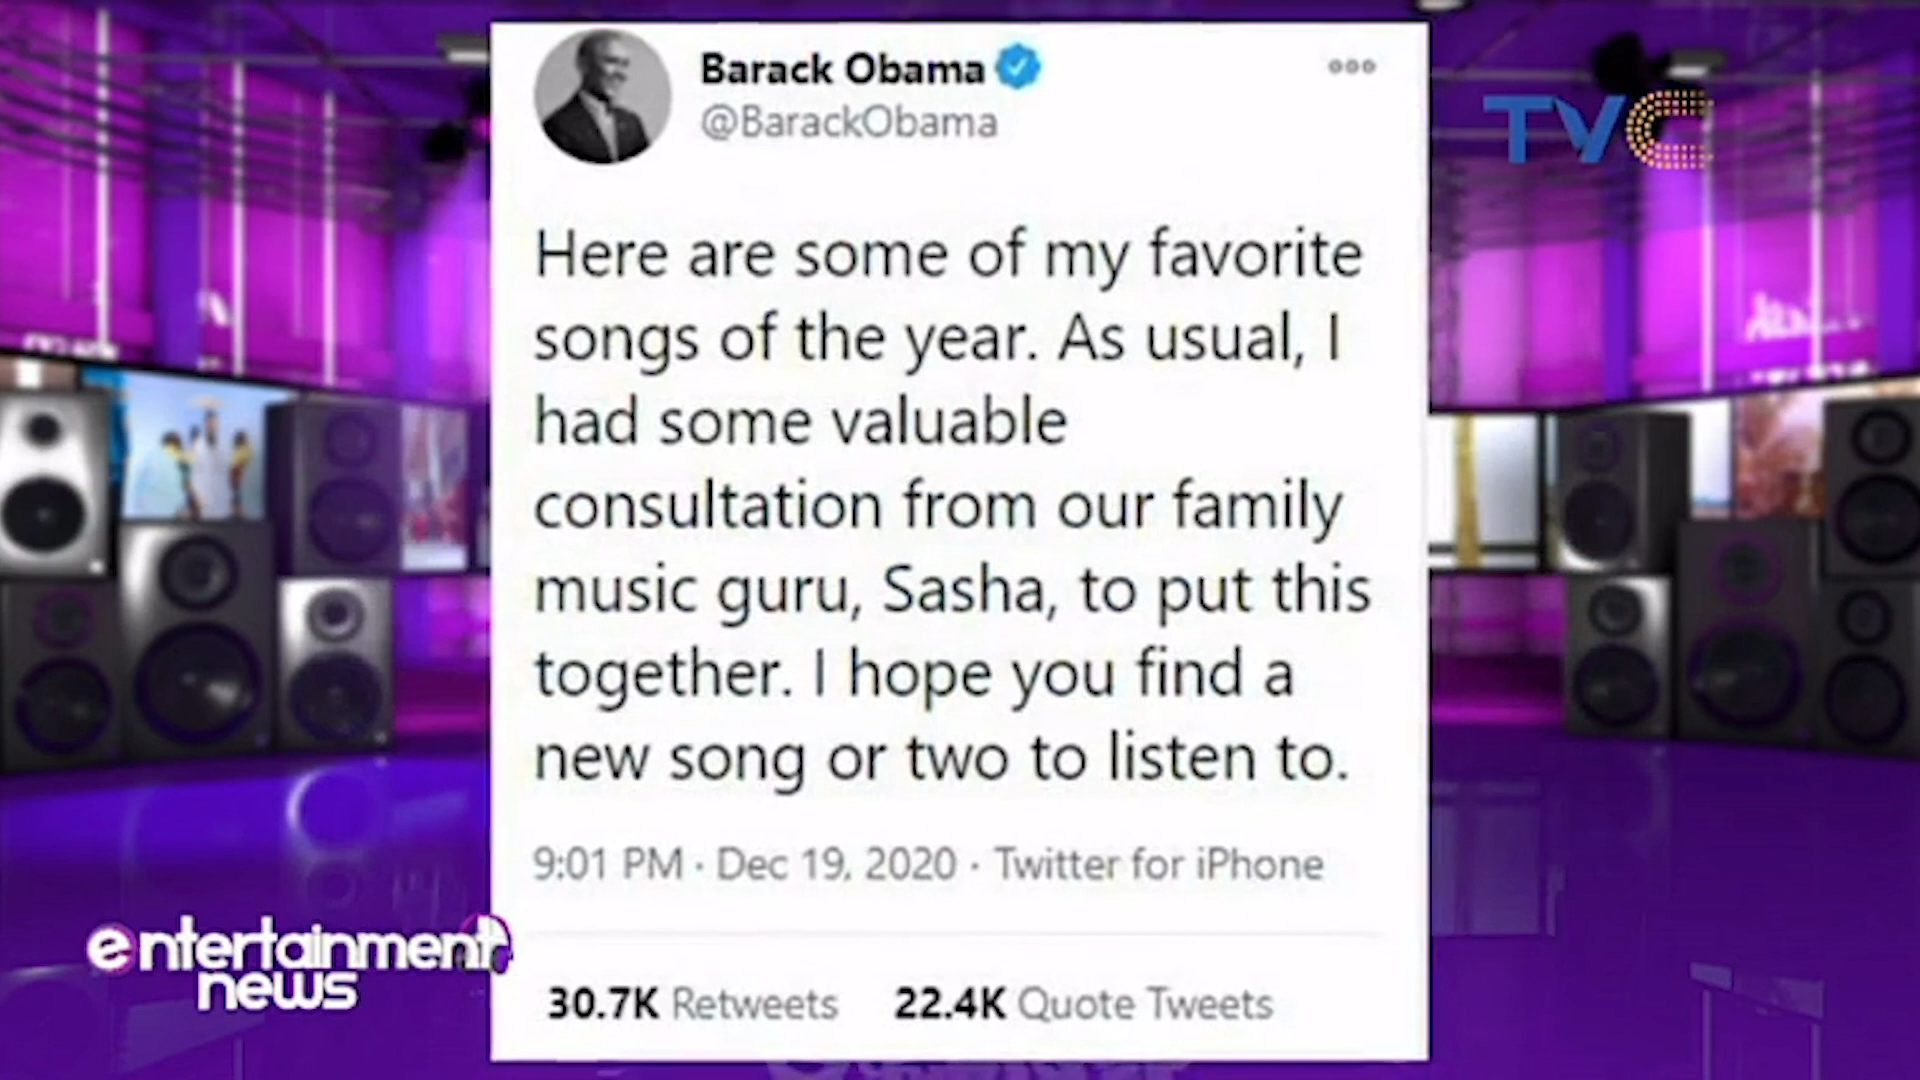 Barack Obama
@BarackObama
TVC
Here are some of my favorite
songs of the year. As usual, I
had some valuable
consultation from our family
music guru, Sasha, to put this
together. I hope you find a
new song or two to listen to.
9:01 PM · Dec 19, 2020 · Twitter for iPhone
30.7K Retweets 22.4K Quote Tweets
entertainment
news